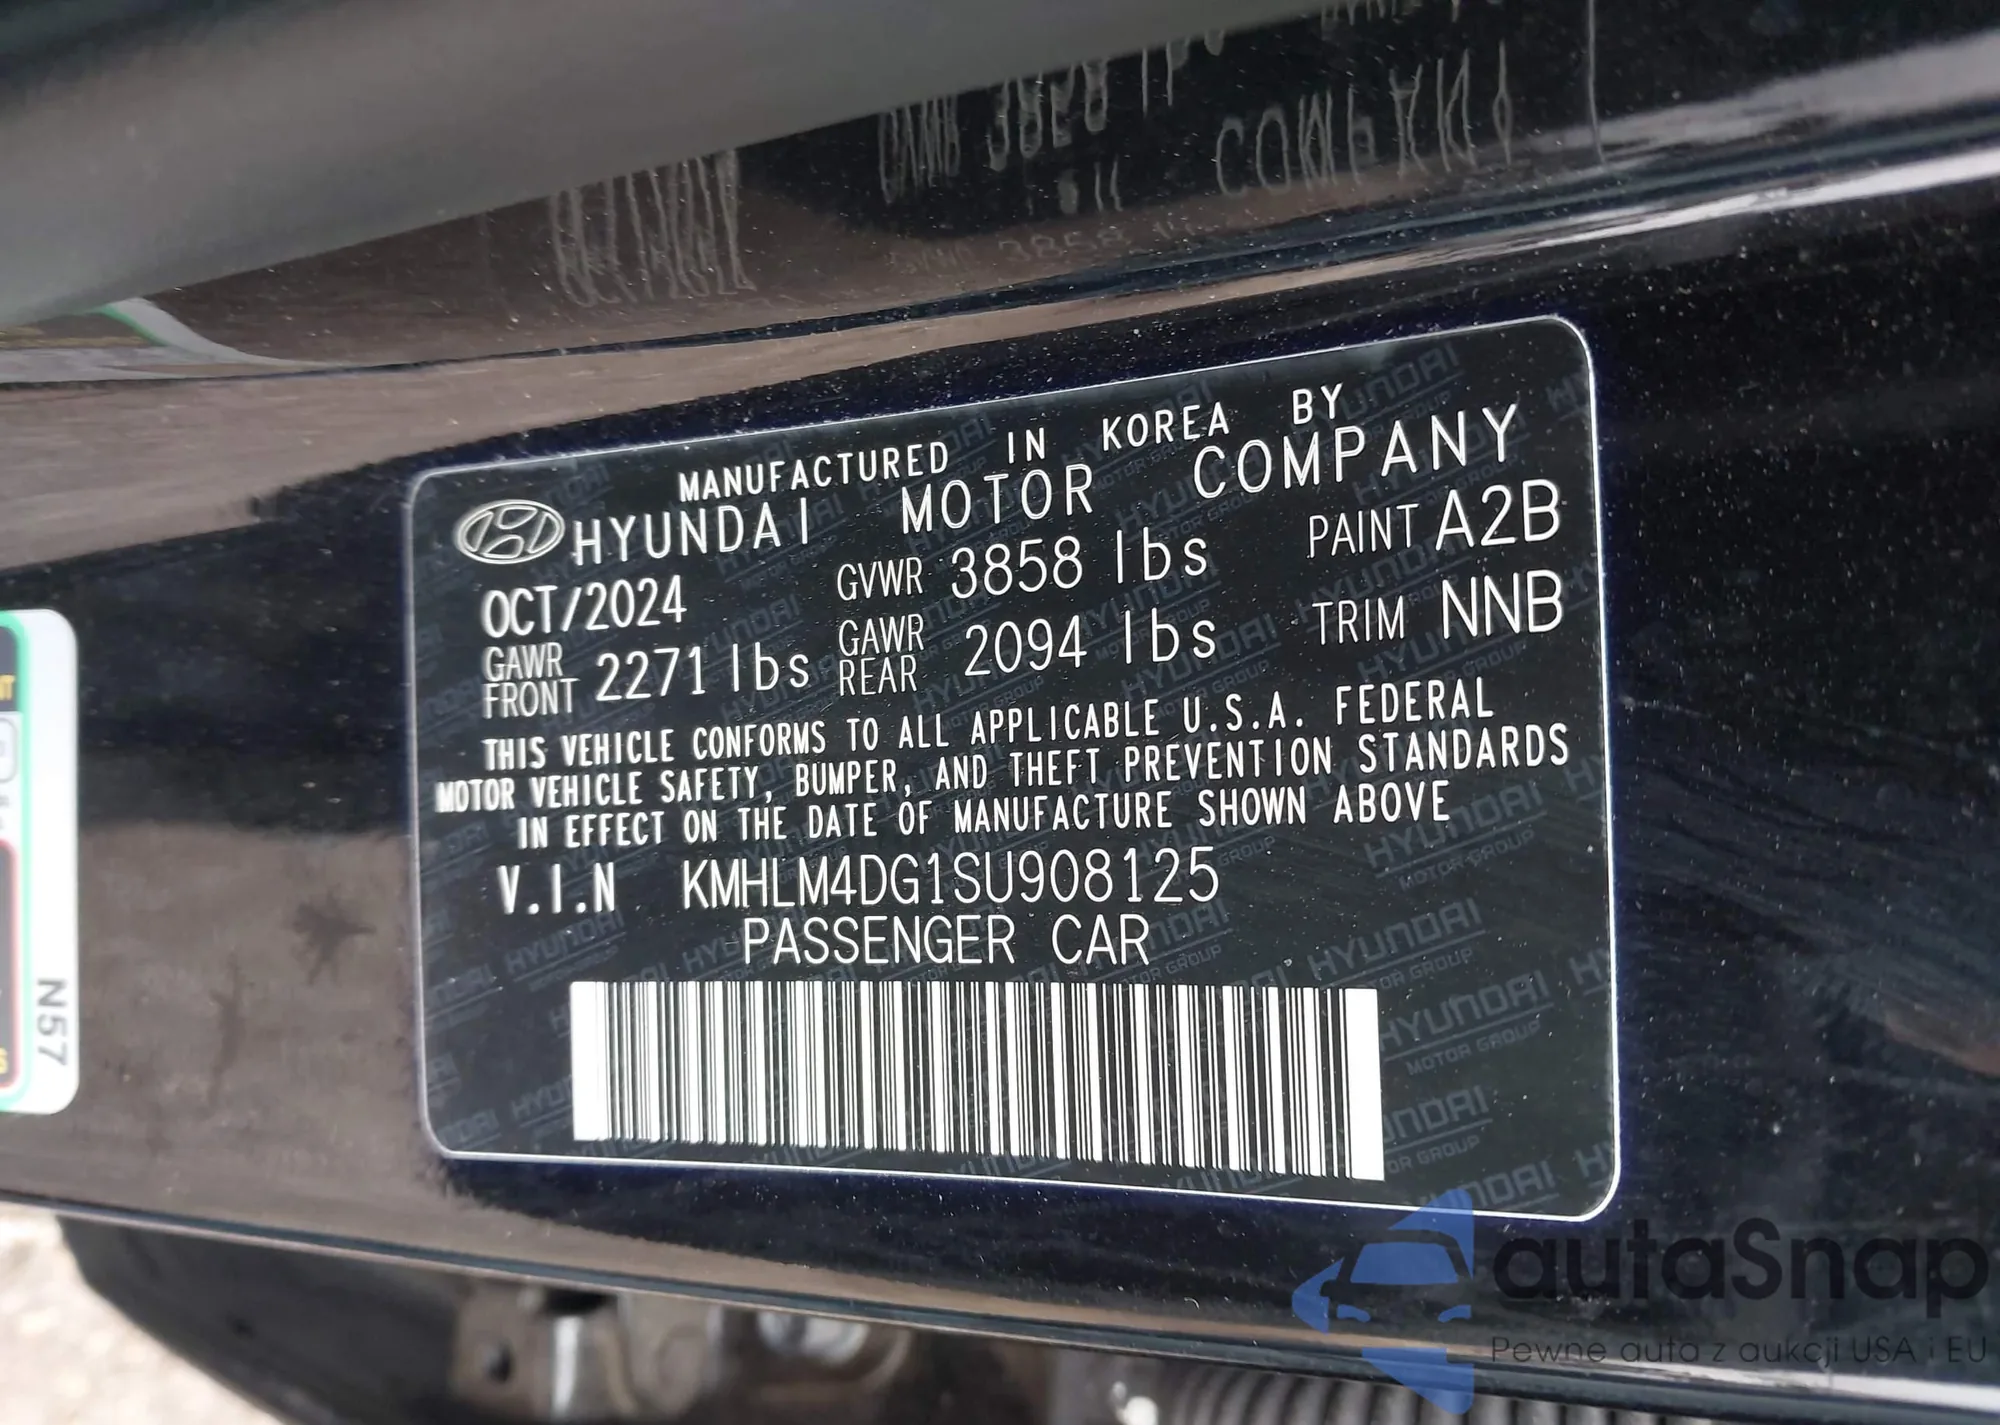 MANUFACTURED IN KOREA BY
HYUNDAI MOTOR COMPANY
OCT/2024 GVWR 3858 lbs PAINT A2B
GAWR FRONT 2271 lbs GAWR REAR 2094 lbs TRIM NNB
THIS VEHICLE CONFORMS TO ALL APPLICABLE U.S.A. FEDERAL
MOTOR VEHICLE SAFETY, BUMPER, AND THEFT PREVENTION STANDARDS
IN EFFECT ON THE DATE OF MANUFACTURE SHOWN ABOVE
V.I.N KMHLM4DG1SU908125
PASSENGER CAR
N57
autaSnap
Pewne auta z aukcji USA i EU